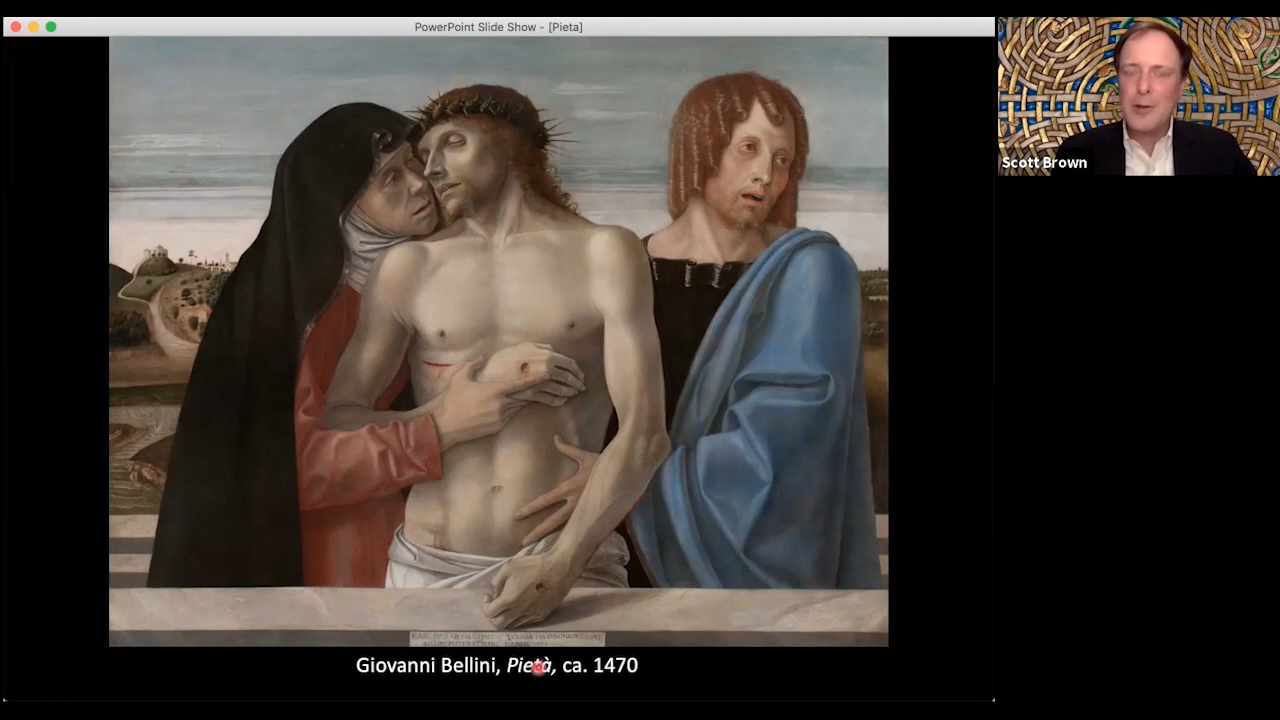 PowerPoint Slide Show - [Pieta]
Scott Brown
Giovanni Bellini, Pietà, ca. 1470